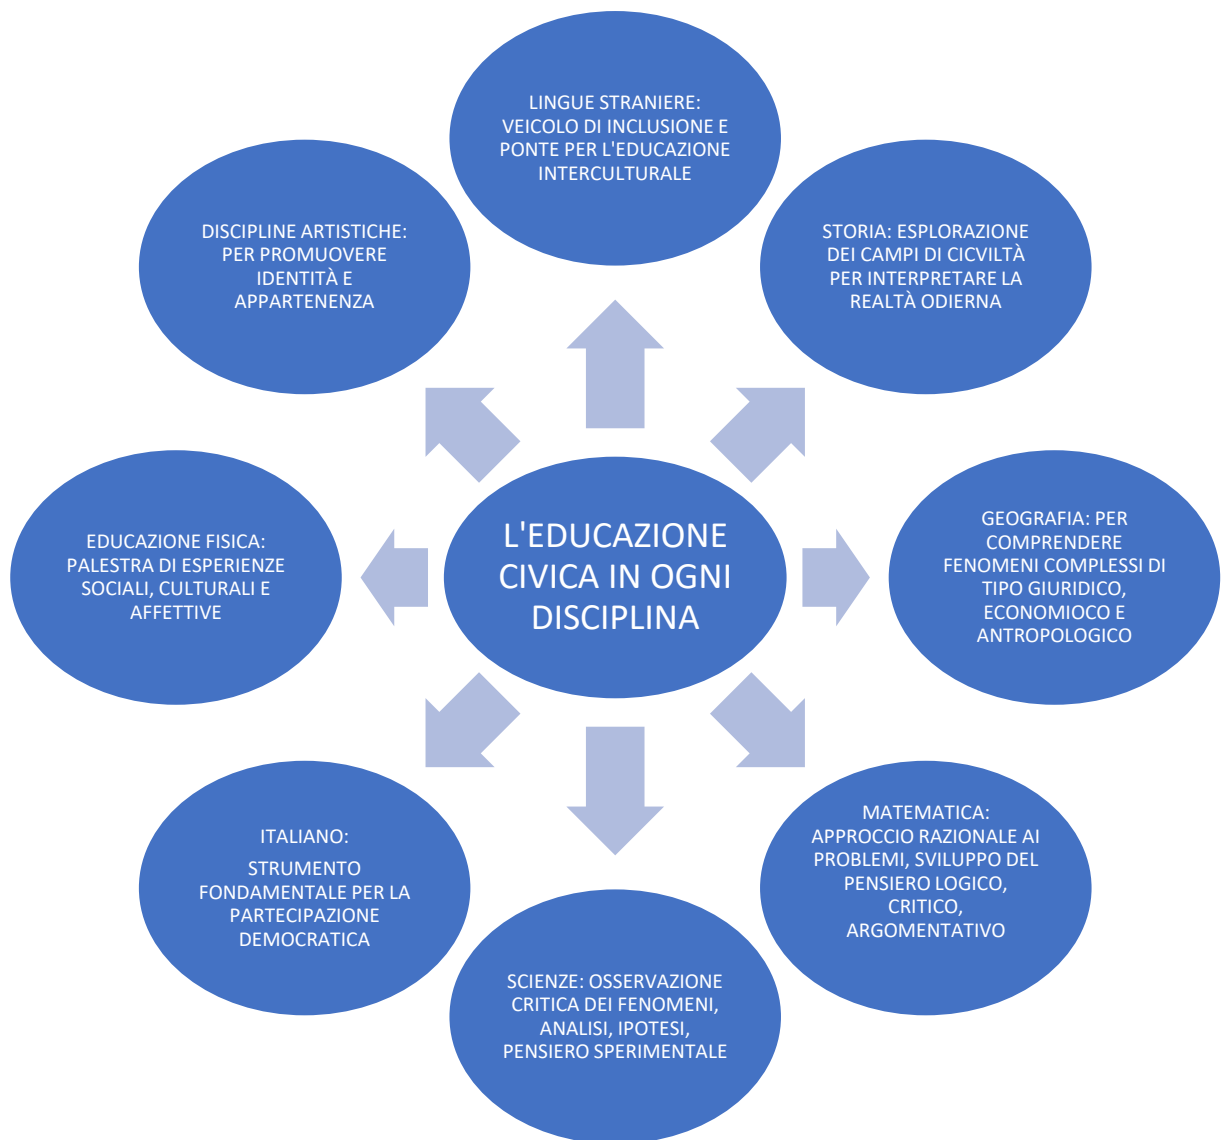 LINGUE STRANIERE:
VEICOLO DI INCLUSIONE E
PONTE PER L'EDUCAZIONE
INTERCULTURALE
STORIA: ESPLORAZIONE
DEI CAMPI DI CICVILTÀ
PER INTERPRETARE LA
REALTÀ ODIERNA
GEOGRAFIA: PER
COMPRENDERE
FENOMENI COMPLESSI DI
TIPO GIURIDICO,
ECONOMIOCO E
ANTROPOLOGICO
MATEMATICA:
APPROCCIO RAZIONALE AI
PROBLEMI, SVILUPPO DEL
PENSIERO LOGICO,
CRITICO,
ARGOMENTATIVO
SCIENZE: OSSERVAZIONE
CRITICA DEI FENOMENI,
ANALISI, IPOTESI,
PENSIERO SPERIMENTALE
ITALIANO:
STRUMENTO
FONDAMENTALE PER LA
PARTECIPAZIONE
DEMOCRATICA
EDUCAZIONE FISICA:
PALESTRA DI ESPERIENZE
SOCIALI, CULTURALI E
AFFETTIVE
DISCIPLINE ARTISTICHE:
PER PROMUOVERE
IDENTITÀ E
APPARTENENZA
L'EDUCAZIONE
CIVICA IN OGNI
DISCIPLINA